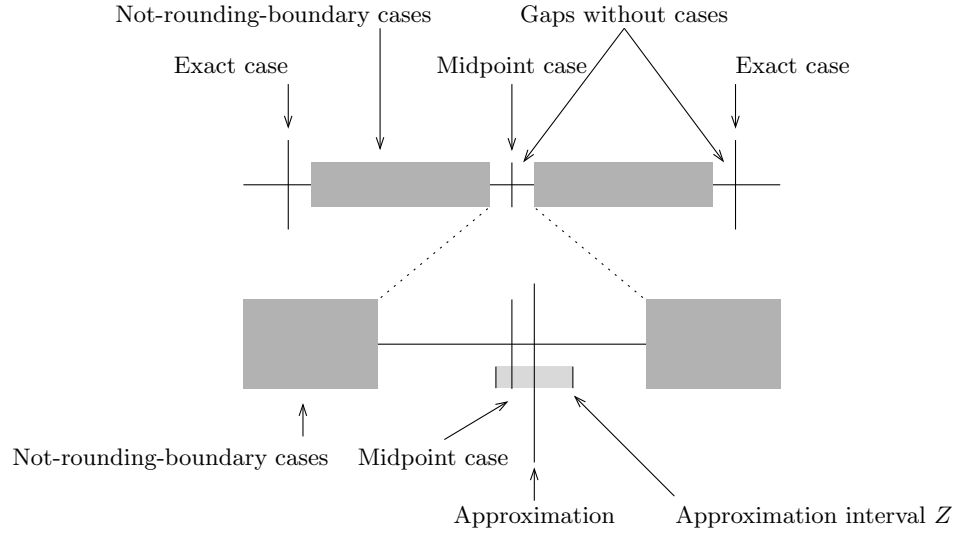 Not-rounding-boundary cases
Gaps without cases
Exact case
Midpoint case
Exact case
Not-rounding-boundary cases
Midpoint case
Approximation
Approximation interval Z